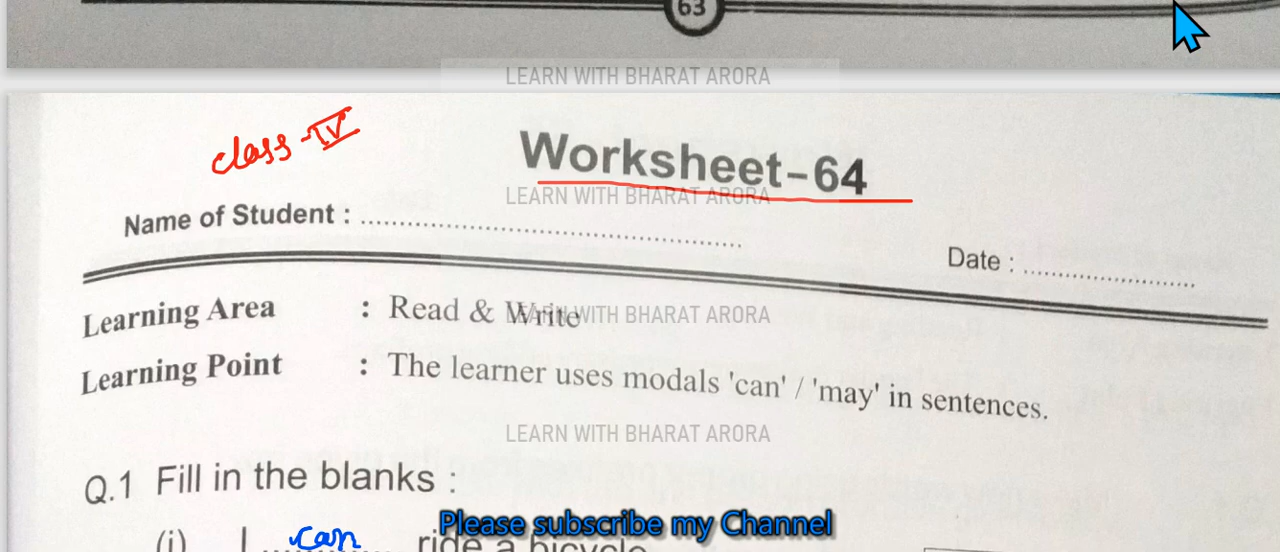 63
LEARN WITH BHARAT ARORA
class-IV
Worksheet-64
LEARN WITH BHARAT ARORA
Name of Student : ........................................................
Date : ............................
Learning Area : Read & Write
LEARN WITH BHARAT ARORA
Learning Point : The learner uses modals 'can' / 'may' in sentences.
LEARN WITH BHARAT ARORA
Q.1 Fill in the blanks :
Please subscribe my Channel
(i) I ...can... ride a bicycle